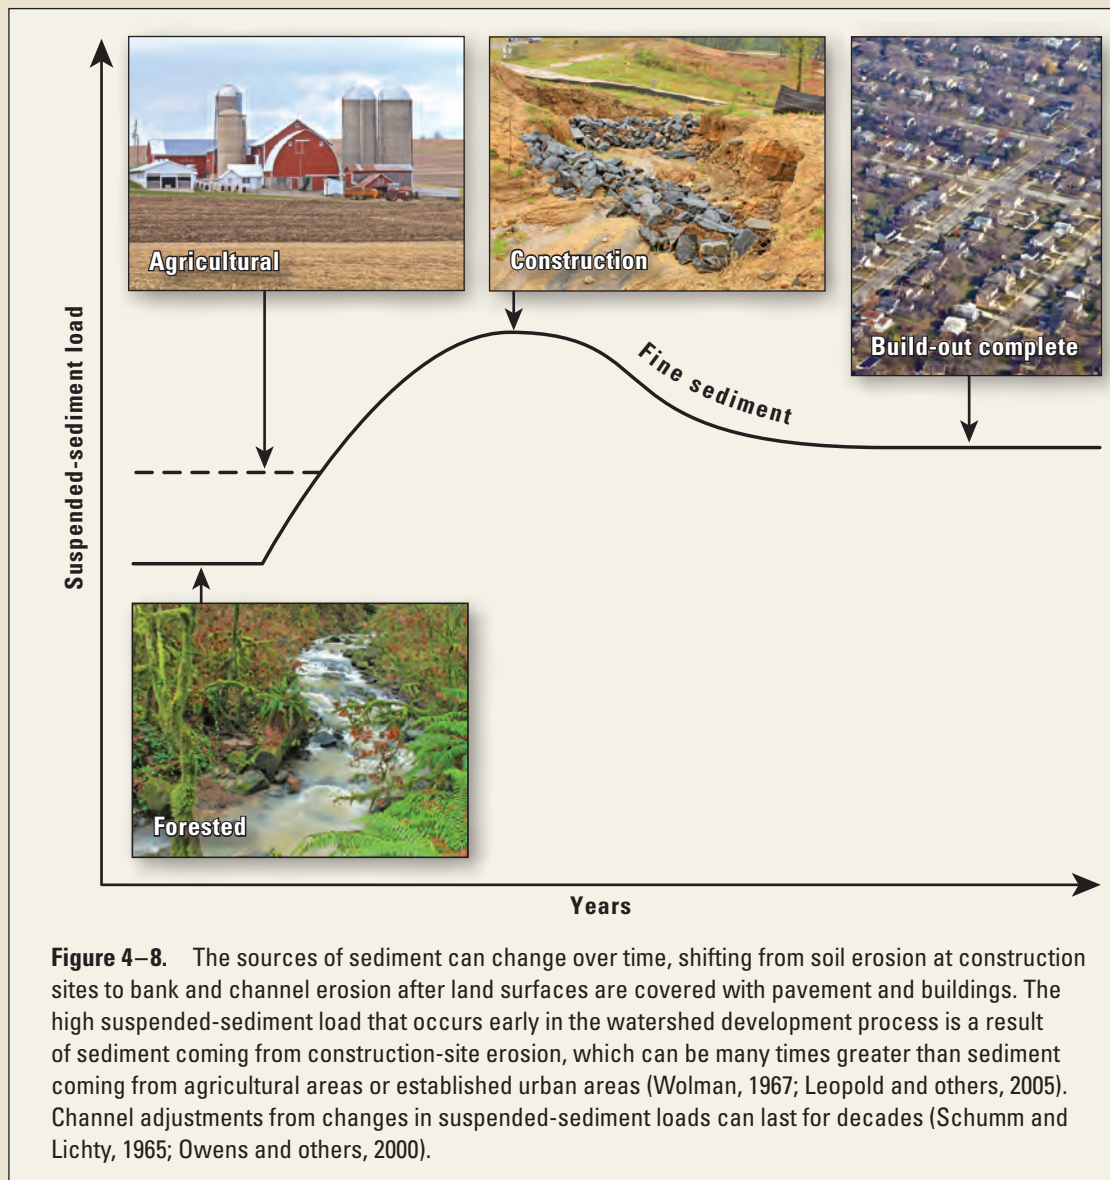 Agricultural
Construction
Build-out complete
Fine sediment
Suspended-sediment load
Forested
Years
Figure 4–8. The sources of sediment can change over time, shifting from soil erosion at construction
sites to bank and channel erosion after land surfaces are covered with pavement and buildings. The
high suspended-sediment load that occurs early in the watershed development process is a result
of sediment coming from construction-site erosion, which can be many times greater than sediment
coming from agricultural areas or established urban areas (Wolman, 1967; Leopold and others, 2005).
Channel adjustments from changes in suspended-sediment loads can last for decades (Schumm and
Lichty, 1965; Owens and others, 2000).